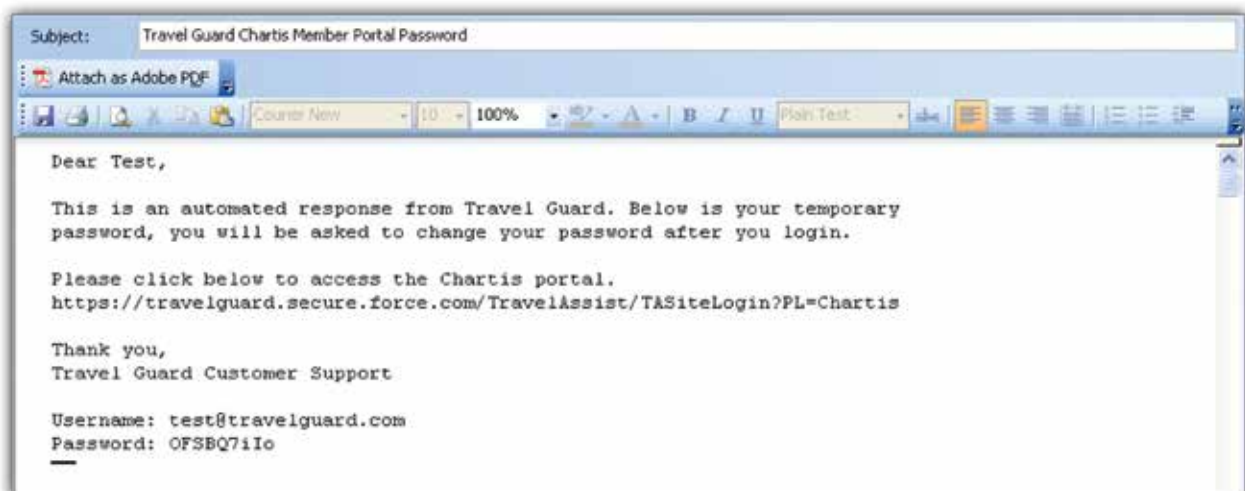 Subject: Travel Guard Chartis Member Portal Password
Attach as Adobe PDF
Courier New 10 100% A B I U Plain Text abc
Dear Test,
This is an automated response from Travel Guard. Below is your temporary
password, you will be asked to change your password after you login.
Please click below to access the Chartis portal.
https://travelguard.secure.force.com/TravelAssist/TASiteLogin?PL=Chartis
Thank you,
Travel Guard Customer Support
Username: test@travelguard.com
Password: OFSBQ7iIo